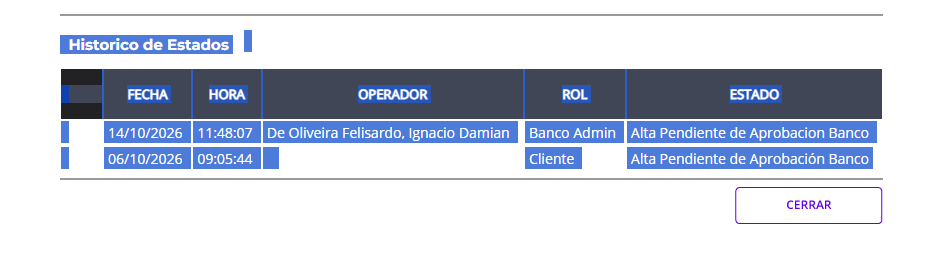 Historico de Estados
FECHA HORA OPERADOR ROL ESTADO
14/10/2026 11:48:07 De Oliveira Felisardo, Ignacio Damian Banco Admin Alta Pendiente de Aprobacion Banco
06/10/2026 09:05:44 Cliente Alta Pendiente de Aprobación Banco
CERRAR